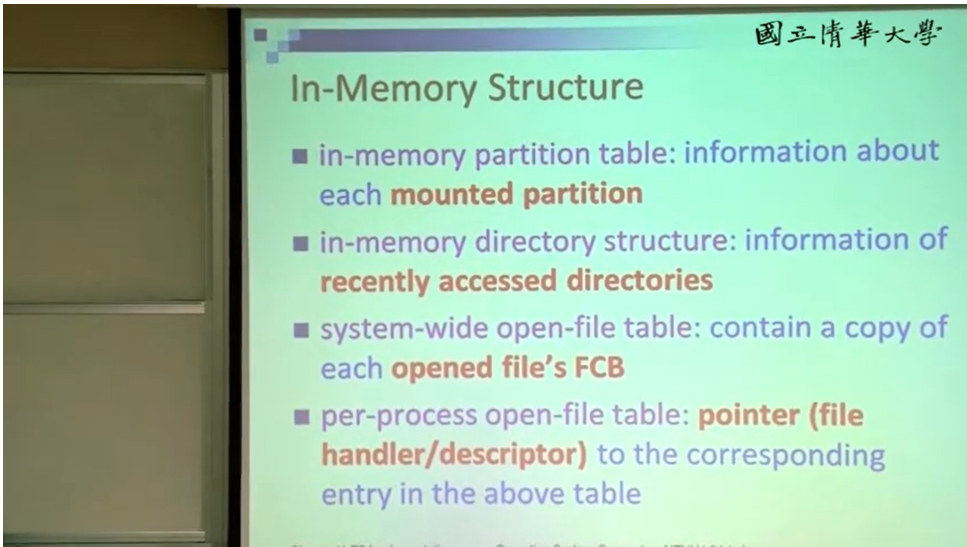 國立清華大學
In-Memory Structure
■ in-memory partition table: information about
each mounted partition
■ in-memory directory structure: information of
recently accessed directories
■ system-wide open-file table: contain a copy of
each opened file's FCB
■ per-process open-file table: pointer (file
handler/descriptor) to the corresponding
entry in the above table